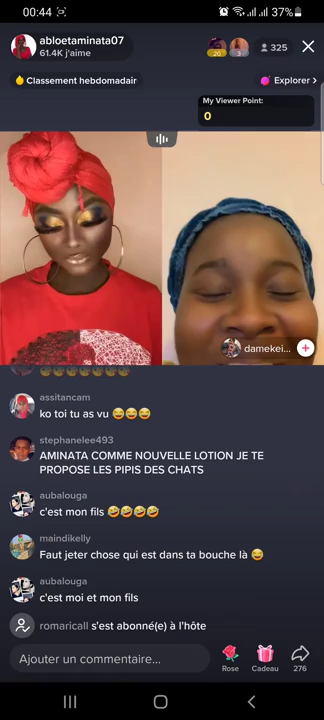 00:44
37%
abloetaminata07
61.4K j'aime
20
3
325
Classement hebdomadair
Explorer >
My Viewer Point:
0
damekei...
assitancam
ko toi tu as vu 😂😂😂
stephanelee493
AMINATA COMME NOUVELLE LOTION JE TE
PROPOSE LES PIPIS DES CHATS
aubalouga
c'est mon fils 🤣🤣🤣🤣
maindikelly
Faut jeter chose qui est dans ta bouche là 😂
aubalouga
c'est moi et mon fils
romaricall s'est abonné(e) à l'hôte
Ajouter un commentaire...
Rose
Cadeau
276